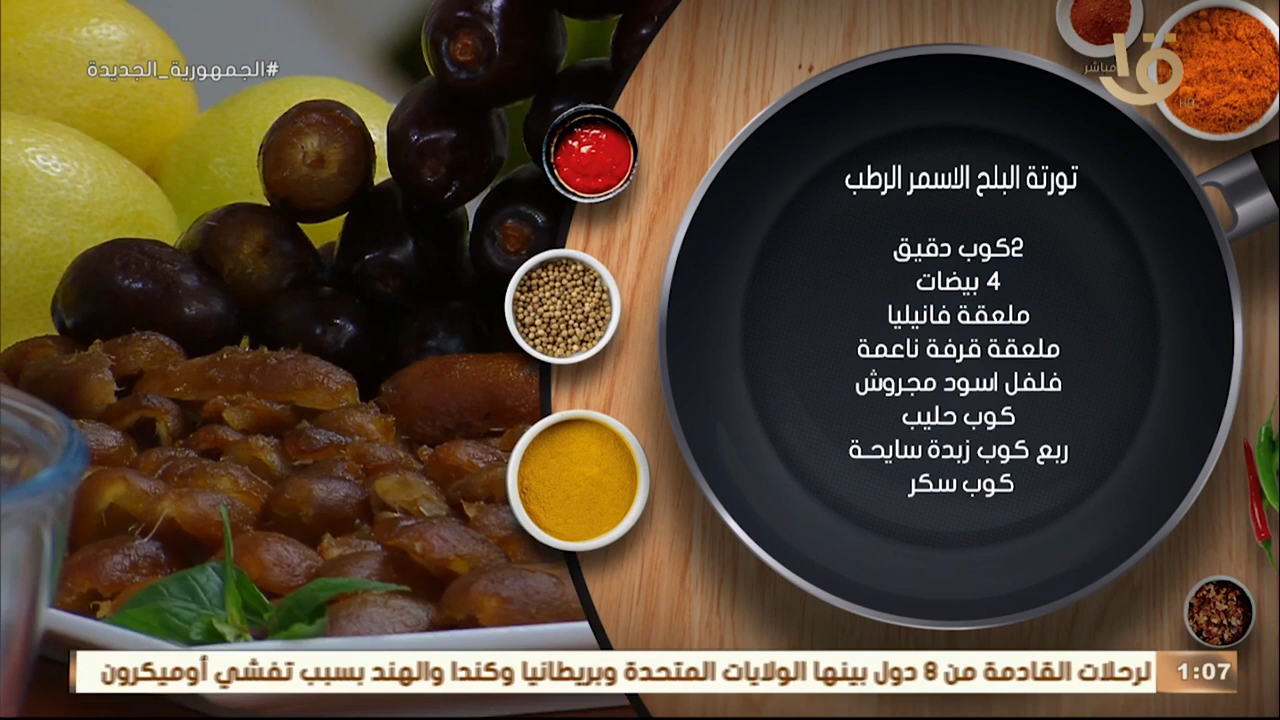 #الجمهورية_الجديدة
مباشر
HD
تورتة البلح الاسمر الرطب
2كوب دقيق
4 بيضات
ملعقة فانيليا
ملعقة قرفة ناعمة
فلفل اسود مجروش
كوب حليب
ربع كوب زبدة سايحة
كوب سكر
1:07
لرحلات القادمة من 8 دول بينها الولايات المتحدة وبريطانيا وكندا والهند بسبب تفشي أوميكرون